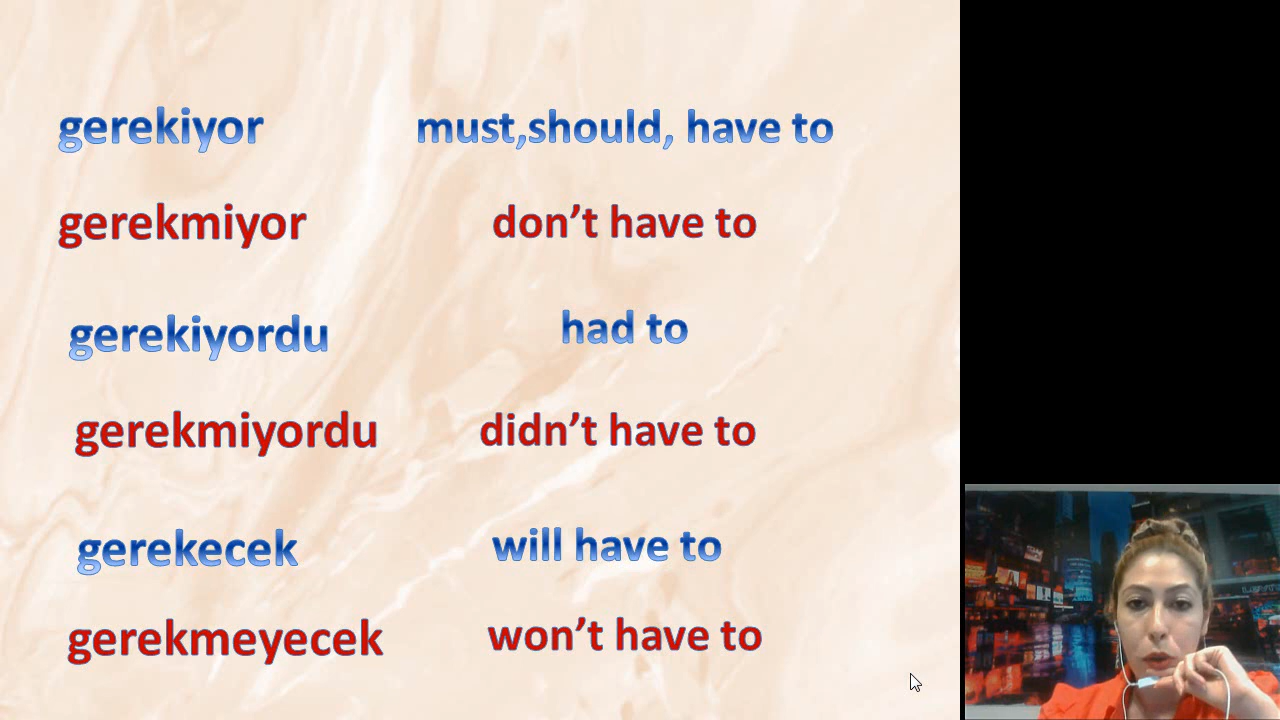 gerekiyor must,should, have to
gerekmiyor don't have to
gerekiyordu had to
gerekmiyordu didn't have to
gerekecek will have to
gerekmeyecek won't have to